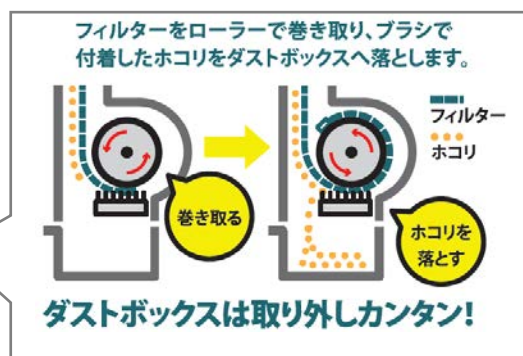 フィルターをローラーで巻き取り、ブラシで
付着したホコリをダストボックスへ落とします。
フィルター
ホコリ
巻き取る
ホコリを
落とす
ダストボックスは取り外しカンタン!